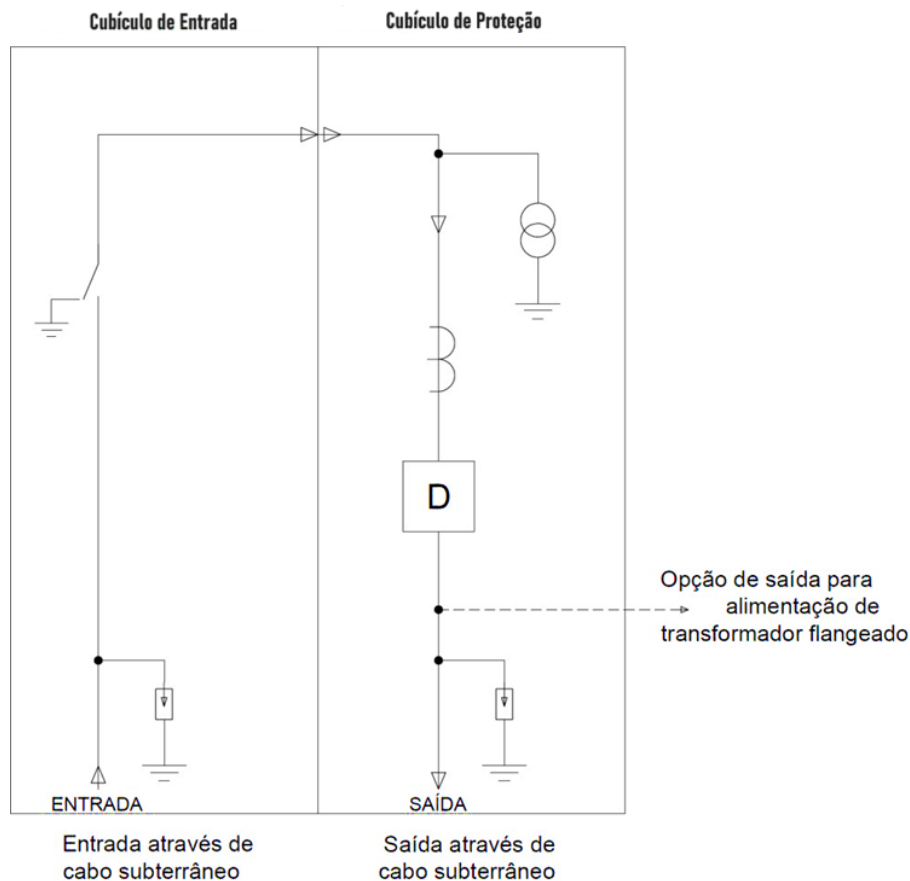 Cubículo de Entrada
Cubículo de Proteção
D
Opção de saída para
alimentação de
transformador flangeado
ENTRADA
SAÍDA
Entrada através de
cabo subterrâneo
Saída através de
cabo subterrâneo